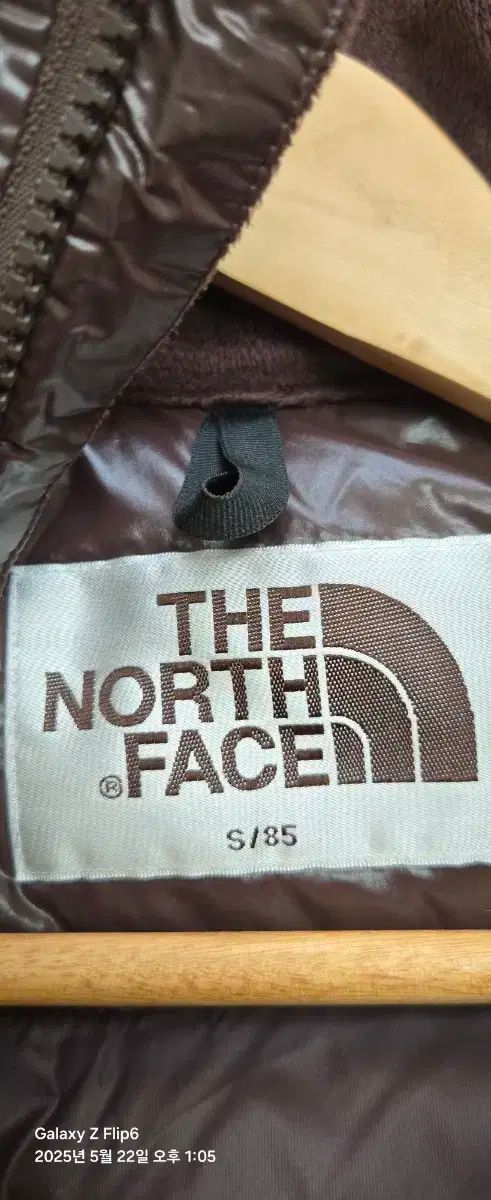 THE
NORTH
®FACE
S/85
Galaxy Z Flip6
2025년 5월 22일 오후 1:05